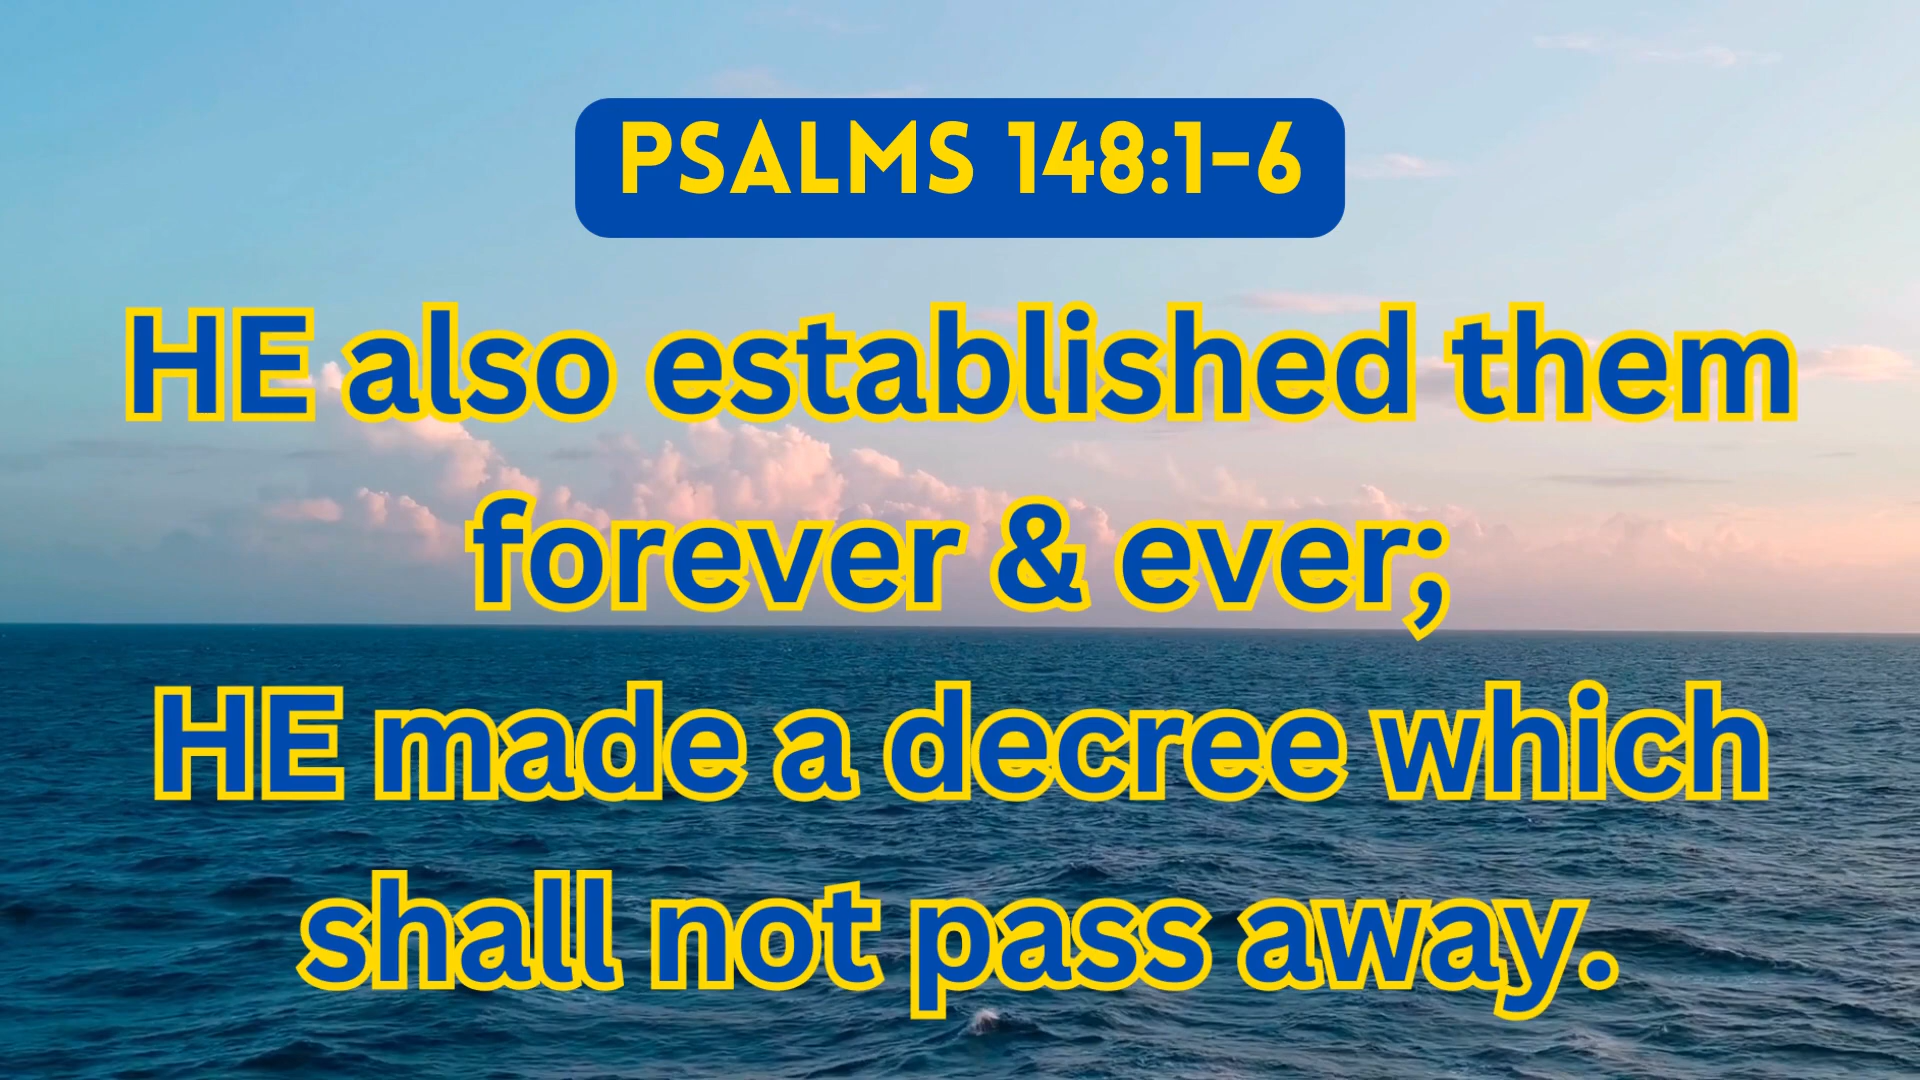 PSALMS 148:1-6
HE also established them
forever & ever;
HE made a decree which
shall not pass away.